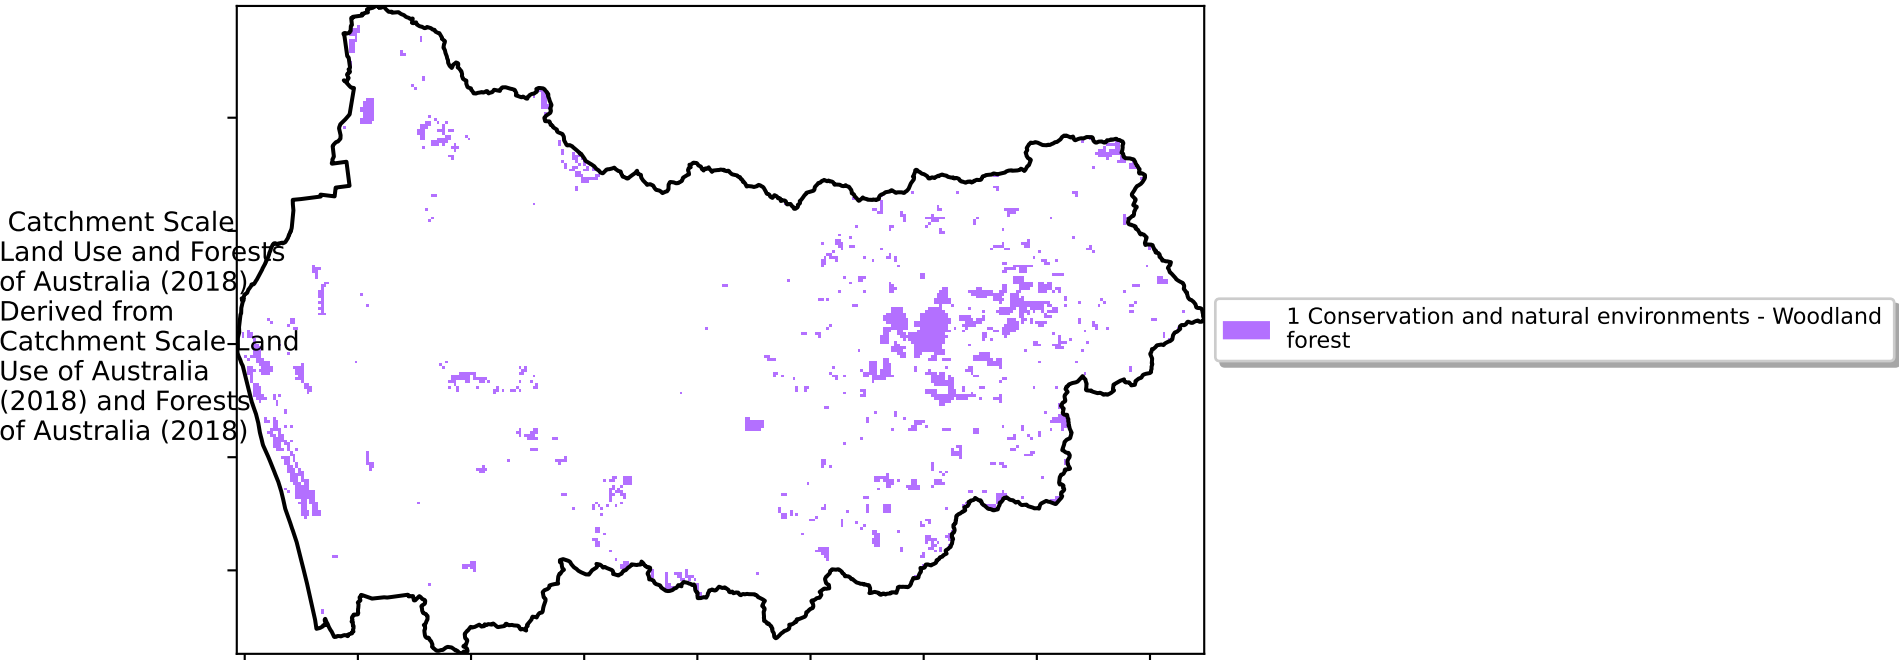 Catchment Scale
Land Use and Forests
of Australia (2018)
Derived from
Catchment Scale Land
Use of Australia
(2018) and Forests
of Australia (2018)
1 Conservation and natural environments - Woodland
forest